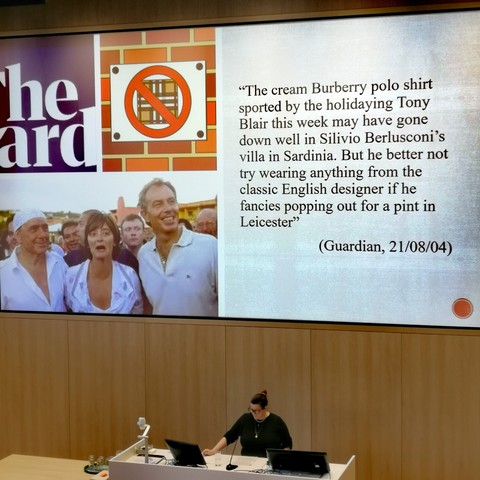 The
ard
“The cream Burberry polo shirt
sported by the holidaying Tony
Blair this week may have gone
down well in Silivio Berlusconi’s
villa in Sardinia. But he better not
try wearing anything from the
classic English designer if he
fancies popping out for a pint in
Leicester”
(Guardian, 21/08/04)